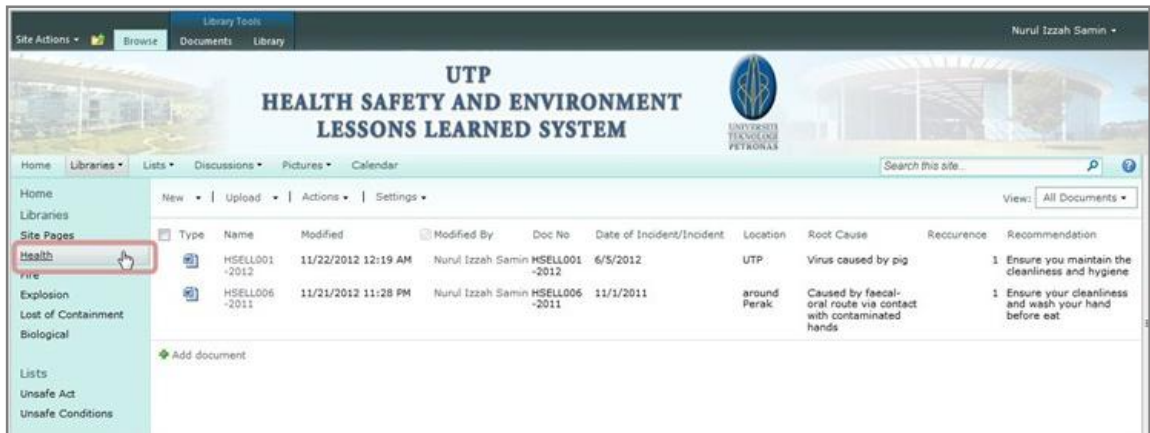 Library Tools
Site Actions Browse Documents Library Nurul Izzah Samin
UTP
HEALTH SAFETY AND ENVIRONMENT
LESSONS LEARNED SYSTEM
UNIVERSITI
TEKNOLOGI
PETRONAS
Home Libraries Lists Discussions Pictures Calendar Search this site...
Home
Libraries
Site Pages
Health
Fire
Explosion
Lost of Containment
Biological
Lists
Unsafe Act
Unsafe Conditions
New | Upload | Actions | Settings View: All Documents
Type Name Modified Modified By Doc No Date of Incident/Incident Location Root Cause Reccurence Recommendation
HSELL001 11/22/2012 12:19 AM Nurul Izzah Samin HSELL001 6/5/2012 UTP Virus caused by pig 1 Ensure you maintain the
-2012 -2012 cleanliness and hygiene
HSELL006 11/21/2012 11:28 PM Nurul Izzah Samin HSELL006 11/1/2011 around Caused by faecal- 1 Ensure your cleanliness
-2011 -2011 Perak oral route via contact and wash your hand
with contaminated before eat
hands
Add document